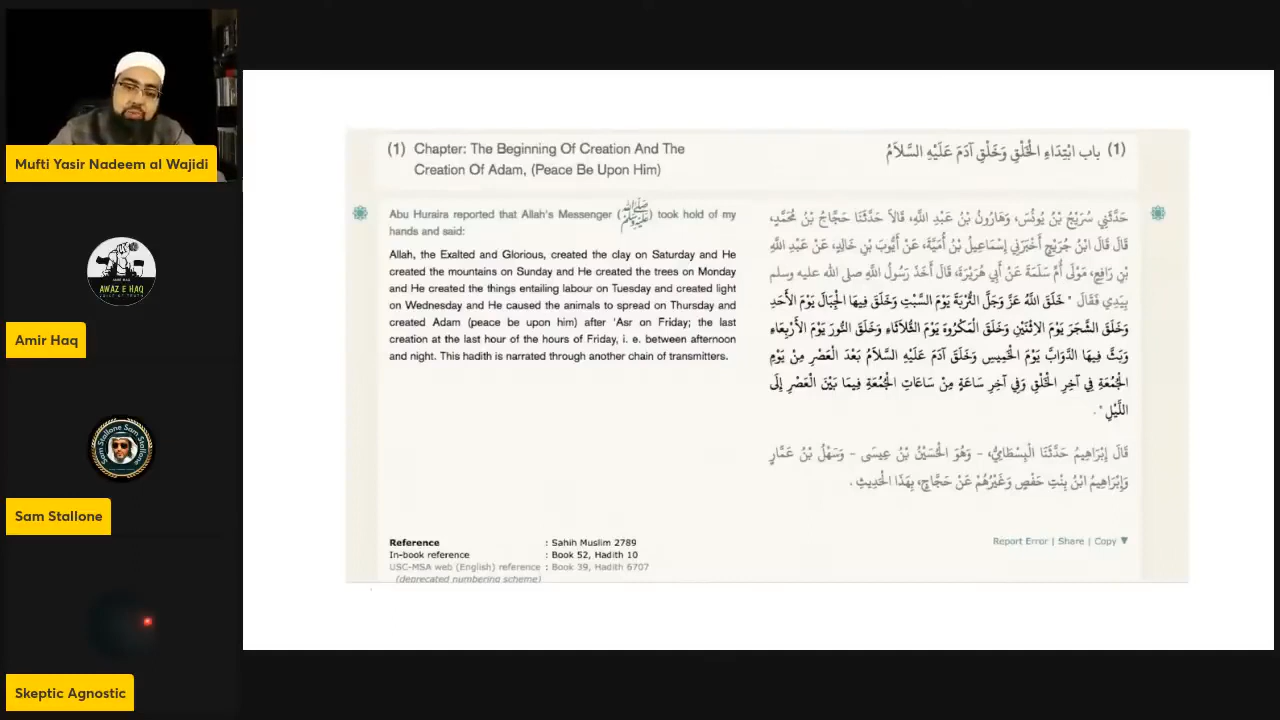 Mufti Yasir Nadeem al Wajidi
AWAZ E HAQ
VOICE OF TRUTH
Amir Haq
Sam Stallone Sam Stallone
Sam Stallone
Skeptic Agnostic
(1) Chapter: The Beginning Of Creation And The
Creation Of Adam, (Peace Be Upon Him)
(1) باب ابْتِدَاءِ الْخَلْقِ وَخَلْقِ آدَمَ عَلَيْهِ السَّلاَمُ
Abu Huraira reported that Allah's Messenger (ﷺ) took hold of my
hands and said:
Allah, the Exalted and Glorious, created the clay on Saturday and He
created the mountains on Sunday and He created the trees on Monday
and He created the things entailing labour on Tuesday and created light
on Wednesday and He caused the animals to spread on Thursday and
created Adam (peace be upon him) after 'Asr on Friday; the last
creation at the last hour of the hours of Friday, i. e. between afternoon
and night. This hadith is narrated through another chain of transmitters.
حَدَّثَنِي سُرَيْجُ بْنُ يُونُسَ، وَهَارُونُ بْنُ عَبْدِ اللَّهِ، قَالاَ حَدَّثَنَا حَجَّاجُ بْنُ مُحَمَّدٍ،
قَالَ قَالَ ابْنُ جُرَيْجٍ أَخْبَرَنِي إِسْمَاعِيلُ بْنُ أُمَيَّةَ، عَنْ أَيُّوبَ بْنِ خَالِدٍ، عَنْ عَبْدِ اللَّهِ
بْنِ رَافِعٍ، مَوْلَى أُمِّ سَلَمَةَ عَنْ أَبِي هُرَيْرَةَ، قَالَ أَخَذَ رَسُولُ اللَّهِ صلى الله عليه وسلم
بِيَدِي فَقَالَ " خَلَقَ اللَّهُ عَزَّ وَجَلَّ التُّرْبَةَ يَوْمَ السَّبْتِ وَخَلَقَ فِيهَا الْجِبَالَ يَوْمَ الأَحَدِ
وَخَلَقَ الشَّجَرَ يَوْمَ الاِثْنَيْنِ وَخَلَقَ الْمَكْرُوهَ يَوْمَ الثُّلاَثَاءِ وَخَلَقَ النُّورَ يَوْمَ الأَرْبِعَاءِ
وَبَثَّ فِيهَا الدَّوَابَّ يَوْمَ الْخَمِيسِ وَخَلَقَ آدَمَ عَلَيْهِ السَّلاَمُ بَعْدَ الْعَصْرِ مِنْ يَوْمِ
الْجُمُعَةِ فِي آخِرِ الْخَلْقِ وَفِي آخِرِ سَاعَةٍ مِنْ سَاعَاتِ الْجُمُعَةِ فِيمَا بَيْنَ الْعَصْرِ إِلَى
اللَّيْلِ " .
قَالَ إِبْرَاهِيمُ حَدَّثَنَا الْبِسْطَامِيُّ، - وَهُوَ الْحُسَيْنُ بْنُ عِيسَى - وَسَهْلُ بْنُ عَمَّارٍ
وَإِبْرَاهِيمُ ابْنُ بِنْتِ حَفْصٍ وَغَيْرُهُمْ عَنْ حَجَّاجٍ، بِهَذَا الْحَدِيثِ .
Reference : Sahih Muslim 2789
In-book reference : Book 52, Hadith 10
USC-MSA web (English) reference : Book 39, Hadith 6707
(deprecated numbering scheme)
Report Error | Share | Copy ▼